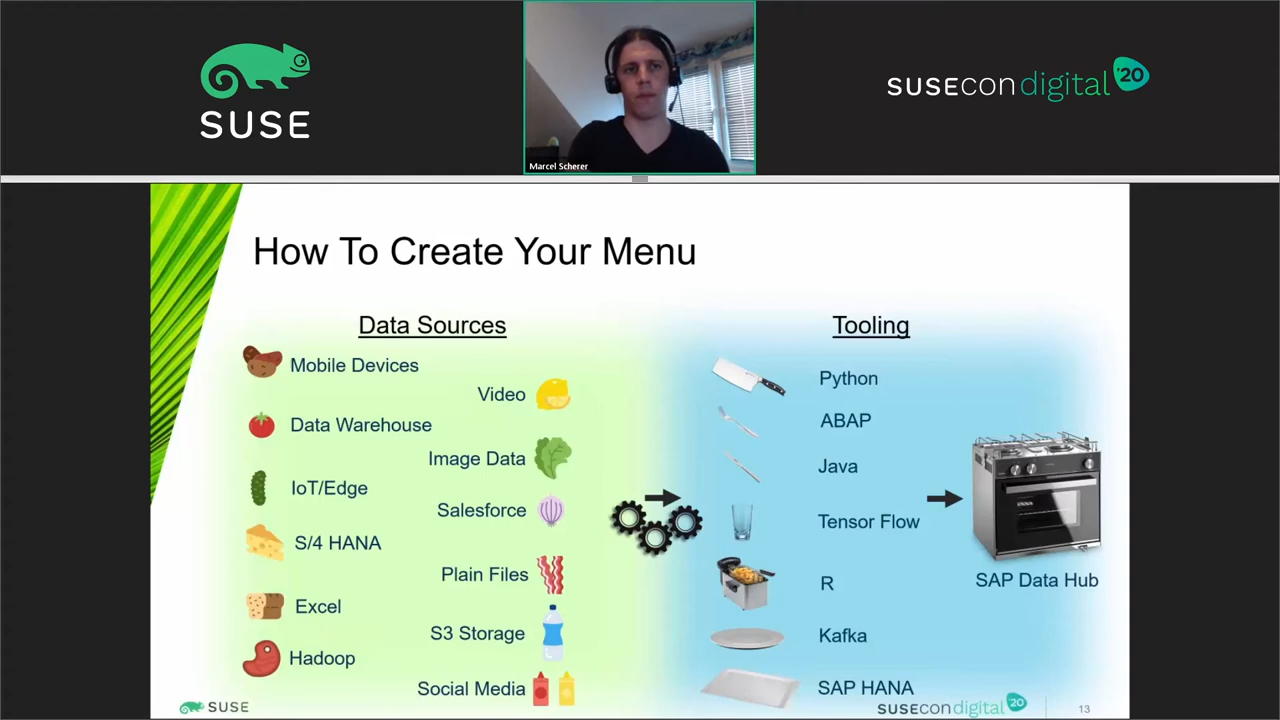 SUSE
SUSECON digital '20
Marcel Scherer
How To Create Your Menu
Data Sources
Mobile Devices
Video
Data Warehouse
Image Data
IoT/Edge
Salesforce
S/4 HANA
Plain Files
Excel
S3 Storage
Hadoop
Social Media
Tooling
Python
ABAP
Java
Tensor Flow
R
Kafka
SAP HANA
SAP Data Hub
SUSE
SUSECON digital '20
13